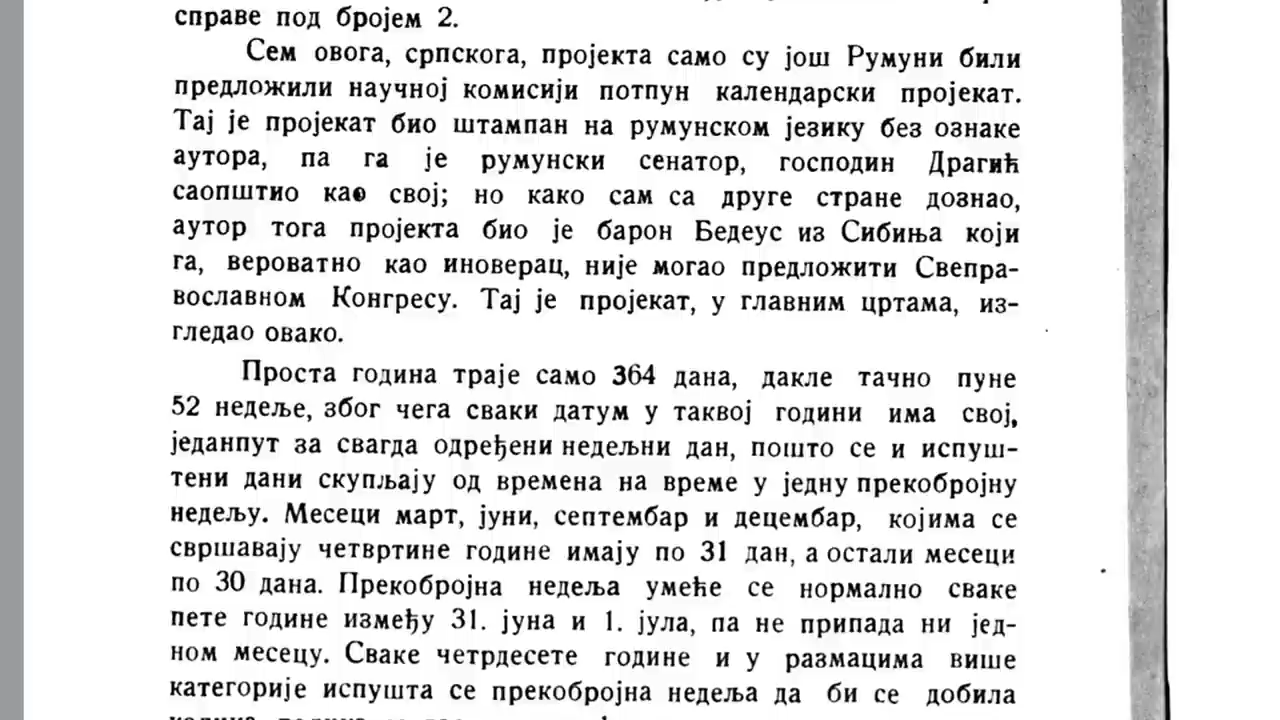 справе под бројем 2.
Сем овога, српскога, пројекта само су још Румуни били
предложили научној комисији потпун календарски пројекат.
Тај је пројекат био штампан на румунском језику без ознаке
аутора, па га је румунски сенатор, господин Драгић
саопштио као свој; но како сам са друге стране дознао,
аутор тога пројекта био је барон Бедеус из Сибиња који
га, вероватно као иноверац, није могао предложити Свепра-
вославном Конгресу. Тај је пројекат, у главним цртама, из-
гледао овако.
Проста година траје само 364 дана, дакле тачно пуне
52 недеље, због чега сваки датум у таквој години има свој,
једанпут за свагда одређени недељни дан, пошто се и испуш-
тени дани скупљају од времена на време у једну прекобројну
недељу. Месеци март, јуни, септембар и децембар, којима се
свршавају четвртине године имају по 31 дан, а остали месеци
по 30 дана. Прекобројна недеља умеће се нормално сваке
пете године између 31. јуна и 1. јула, па не припада ни јед-
ном месецу. Сваке четрдесете године и у размацима више
категорије испушта се прекобројна недеља да би се добила